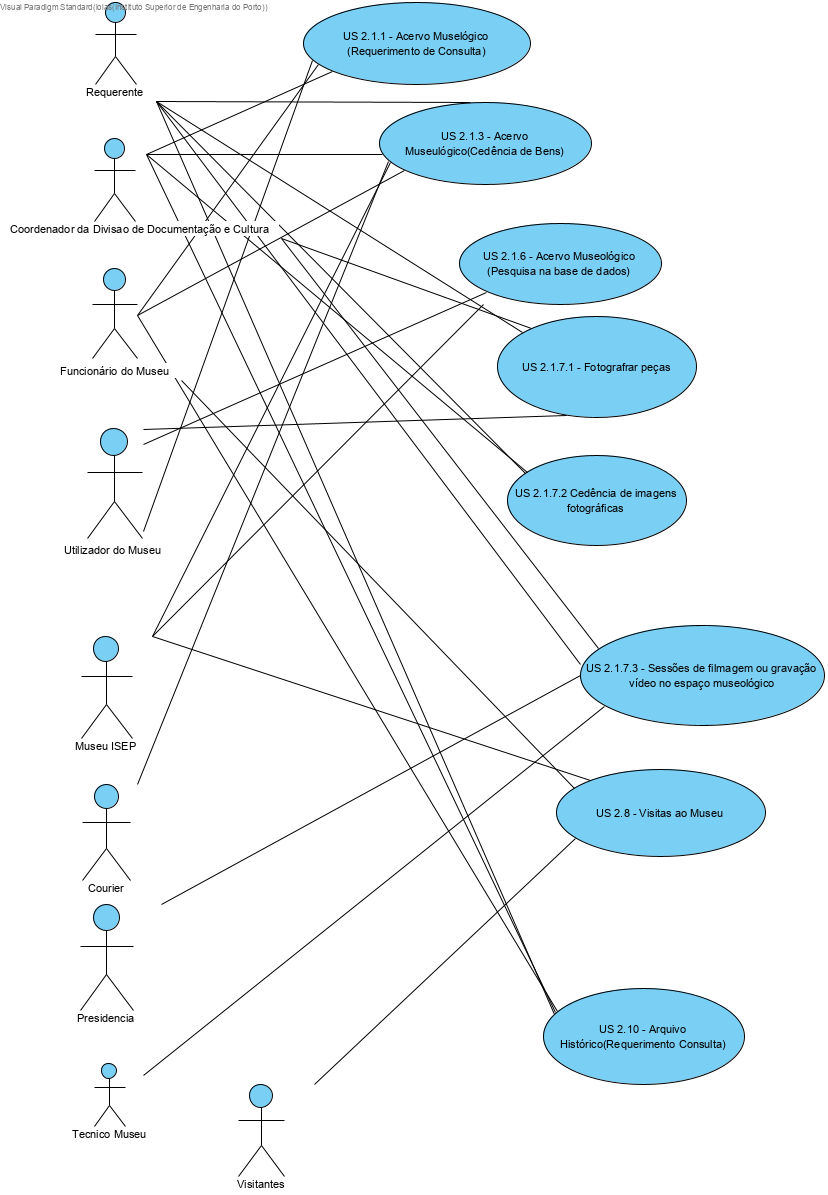 Visual Paradigm Standard(Instituto Superior de Engenharia do Porto))
US 2.1.1 - Acervo Muselógico
(Requerimento de Consulta)
Requerente
US 2.1.3 - Acervo
Museulógico(Cedência de Bens)
Coordenador da Divisao de Documentação e Cultura
US 2.1.6 - Acervo Museológico
(Pesquisa na base de dados)
Funcionário do Museu
US 2.1.7.1 - Fotografrar peças
Utilizador do Museu
US 2.1.7.2 Cedência de imagens
fotográficas
US 2.1.7.3 - Sessões de filmagem ou gravação
vídeo no espaço museológico
Museu ISEP
US 2.8 - Visitas ao Museu
Courier
Presidencia
US 2.10 - Arquivo
Histórico(Requerimento Consulta)
Tecnico Museu
Visitantes